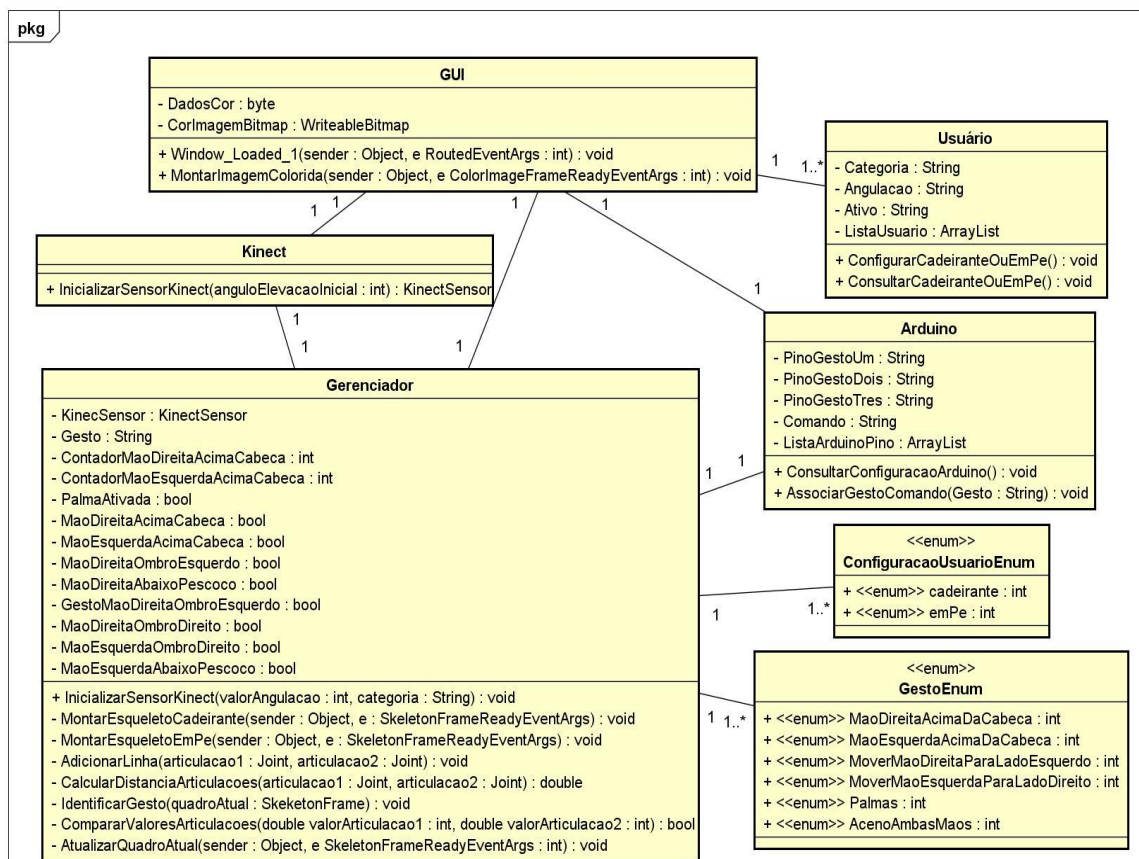 pkg
GUI
- DadosCor : byte
- CorImagemBitmap : WriteableBitmap
+ Window_Loaded_1(sender : Object, e RoutedEventArgs : int) : void
+ MontarImagemColorida(sender : Object, e ColorImageFrameReadyEventArgs : int) : void
1
1..*
Usuário
- Categoria : String
- Angulacao : String
- Ativo : String
- ListaUsuario : ArrayList
+ ConfigurarCadeiranteOuEmPe() : void
+ ConsultarCadeiranteOuEmPe() : void
1
1
1
1
Kinect
+ InicializarSensorKinect(anguloElevacaoInicial : int) : KinectSensor
1
1
1
1
Arduino
- PinoGestoUm : String
- PinoGestoDois : String
- PinoGestoTres : String
- Comando : String
- ListaArduinoPino : ArrayList
+ ConsultarConfiguracaoArduino() : void
+ AssociarGestoComando(Gesto : String) : void
1
1
Gerenciador
- KinecSensor : KinectSensor
- Gesto : String
- ContadorMaoDireitaAcimaCabeca : int
- ContadorMaoEsquerdaAcimaCabeca : int
- PalmaAtivada : bool
- MaoDireitaAcimaCabeca : bool
- MaoEsquerdaAcimaCabeca : bool
- MaoDireitaOmbroEsquerdo : bool
- MaoDireitaAbaixoPescoco : bool
- GestoMaoDireitaOmbroEsquerdo : bool
- MaoDireitaOmbroDireito : bool
- MaoEsquerdaOmbroDireito : bool
- MaoEsquerdaAbaixoPescoco : bool
+ InicializarSensorKinect(valorAngulacao : int, categoria : String) : void
- MontarEsqueletoCadeirante(sender : Object, e : SkeletonFrameReadyEventArgs) : void
- MontarEsqueletoEmPe(sender : Object, e : SkeletonFrameReadyEventArgs) : void
- AdicionarLinha(articulacao1 : Joint, articulacao2 : Joint) : void
- CalcularDistanciaArticulacoes(articulacao1 : Joint, articulacao2 : Joint) : double
- IdentificarGesto(quadroAtual : SkeketonFrame) : void
- CompararValoresArticulacoes(double valorArticulacao1 : int, double valorArticulacao2 : int) : bool
- AtualizarQuadroAtual(sender : Object, e SkeletonFrameReadyEventArgs : int) : void
<<enum>>
ConfiguracaoUsuarioEnum
+ <<enum>> cadeirante : int
+ <<enum>> emPe : int
1
1..*
<<enum>>
GestoEnum
+ <<enum>> MaoDireitaAcimaDaCabeca : int
+ <<enum>> MaoEsquerdaAcimaDaCabeca : int
+ <<enum>> MoverMaoDireitaParaLadoEsquerdo : int
+ <<enum>> MoverMaoEsquerdaParaLadoDireito : int
+ <<enum>> Palmas : int
+ <<enum>> AcenoAmbasMaos : int
1
1..*